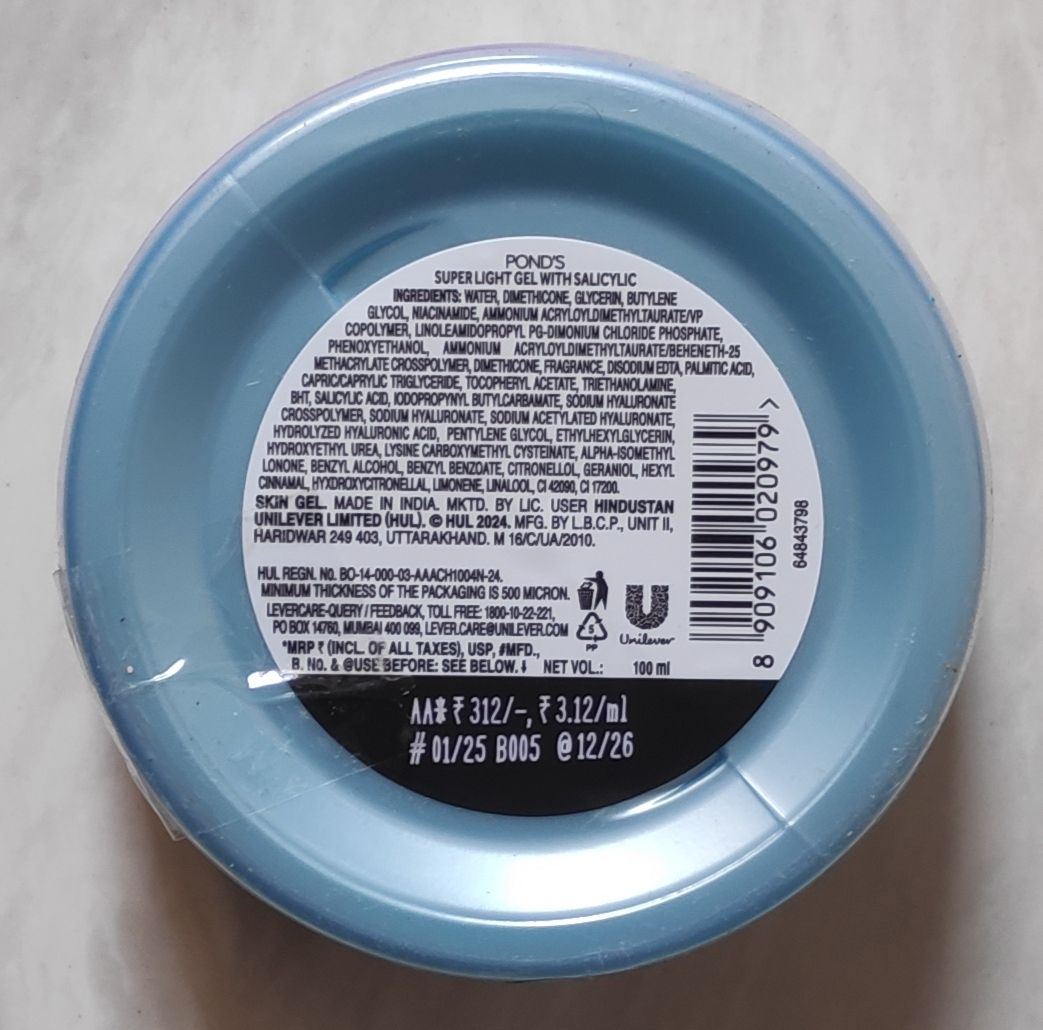 POND'S
SUPER LIGHT GEL WITH SALICYLIC
INGREDIENTS: WATER, DIMETHICONE, GLYCERIN, BUTYLENE
GLYCOL, NIACINAMIDE, AMMONIUM ACRYLOYLDIMETHYLTAURATE/VP
COPOLYMER, LINOLEAMIDOPROPYL PG-DIMONIUM CHLORIDE PHOSPHATE,
PHENOXYETHANOL, AMMONIUM ACRYLOYLDIMETHYLTAURATE/BEHENETH-25
METHACRYLATE CROSSPOLYMER, DIMETHICONE, FRAGRANCE, DISODIUM EDTA, PALMITIC ACID,
CAPRIC/CAPRYLIC TRIGLYCERIDE, TOCOPHERYL ACETATE, TRIETHANOLAMINE,
BHT, SALICYLIC ACID, IODOPROPYNYL BUTYLCARBAMATE, SODIUM HYALURONATE
CROSSPOLYMER, SODIUM HYALURONATE, SODIUM ACETYLATED HYALURONATE,
HYDROLYZED HYALURONIC ACID, PENTYLENE GLYCOL, ETHYLHEXYLGLYCERIN,
HYDROXYETHYL UREA, LYSINE CARBOXYMETHYL CYSTEINATE, ALPHA-ISOMETHYL
LONONE, BENZYL ALCOHOL, BENZYL BENZOATE, CITRONELLOL, GERANIOL, HEXYL
CINNAMAL, HYXDROXYCITRONELLAL, LIMONENE, LINALOOL, CI 42090, CI 17200.
SKIN GEL. MADE IN INDIA. MKTD. BY LIC. USER HINDUSTAN
UNILEVER LIMITED (HUL). © HUL 2024. MFG. BY L.B.C.P., UNIT II,
HARIDWAR 249 403, UTTARAKHAND. M 16/C/UA/2010.
HUL REGN. NO. BO-14-000-03-AAACH1004N-24.
MINIMUM THICKNESS OF THE PACKAGING IS 500 MICRON.
LEVERCARE-QUERY / FEEDBACK, TOLL FREE: 1800-10-22-221,
PO BOX 14760, MUMBAI 400 099, LEVER.CARE@UNILEVER.COM
5
PP
Unilever
*MRP ₹ (INCL. OF ALL TAXES), USP, #MFD.,
B. NO. & @USE BEFORE: SEE BELOW.↓ NET VOL.: 100 ml
AA* ₹ 312/-, ₹ 3.12/ml
# 01/25 B005 @ 12/26
8 909106 020979 >
64843798